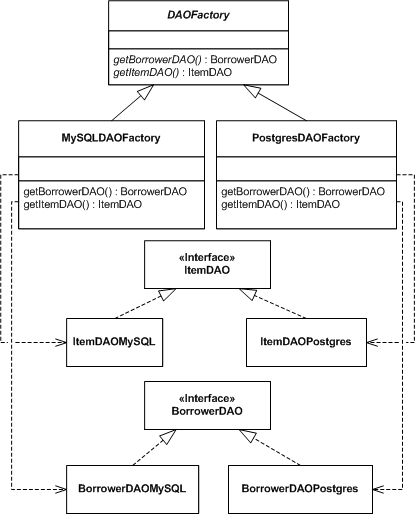 DAOFactory
getBorrowerDAO() : BorrowerDAO
getItemDAO() : ItemDAO
MySQLDAOFactory
getBorrowerDAO() : BorrowerDAO
getItemDAO() : ItemDAO
PostgresDAOFactory
getBorrowerDAO() : BorrowerDAO
getItemDAO() : ItemDAO
«Interface»
ItemDAO
ItemDAOMySQL
ItemDAOPostgres
«Interface»
BorrowerDAO
BorrowerDAOMySQL
BorrowerDAOPostgres